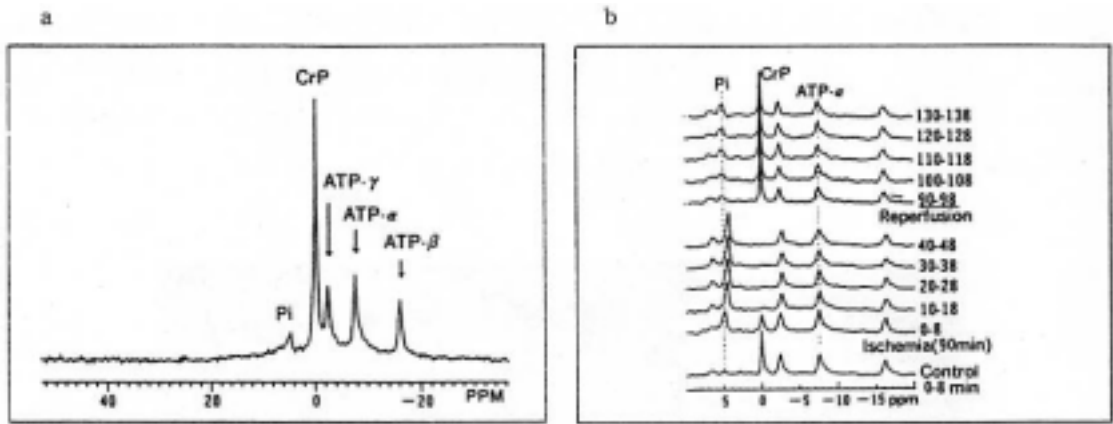 a
CrP
ATP-γ
ATP-α
ATP-β
Pi
40 20 0 -20 PPM
b
Pi CrP ATP-α
130-138
120-128
110-118
100-108
90-98
Reperfusion
40-48
30-38
20-28
10-18
0-8
Ischemia(90min)
Control
0-8 min
5 0 -5 -10 -15 ppm